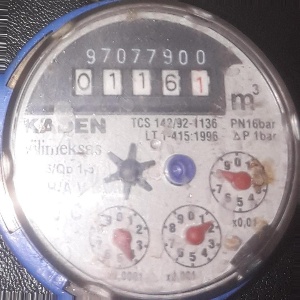 97077900
01161
m³
KADEN
TCS 142/92-1136
PN16bar
LT.1-415:1996
ΔP 1bar
x0,01
x0,001
x0,0001